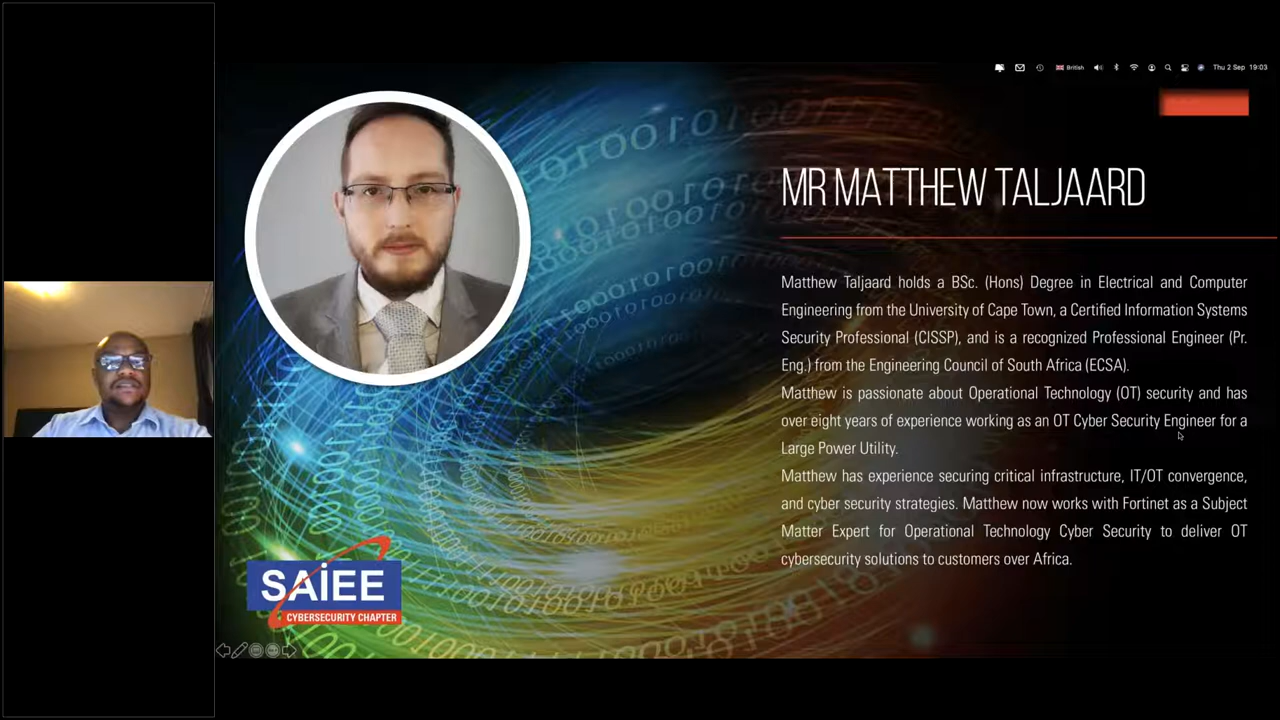 British Thu 2 Sep 19:03
MR MATTHEW TALJAARD
Matthew Taljaard holds a BSc. (Hons) Degree in Electrical and Computer
Engineering from the University of Cape Town, a Certified Information Systems
Security Professional (CISSP), and is a recognized Professional Engineer (Pr.
Eng.) from the Engineering Council of South Africa (ECSA).
Matthew is passionate about Operational Technology (OT) security and has
over eight years of experience working as an OT Cyber Security Engineer for a
Large Power Utility.
Matthew has experience securing critical infrastructure, IT/OT convergence,
and cyber security strategies. Matthew now works with Fortinet as a Subject
Matter Expert for Operational Technology Cyber Security to deliver OT
cybersecurity solutions to customers over Africa.
SAiEE
CYBERSECURITY CHAPTER